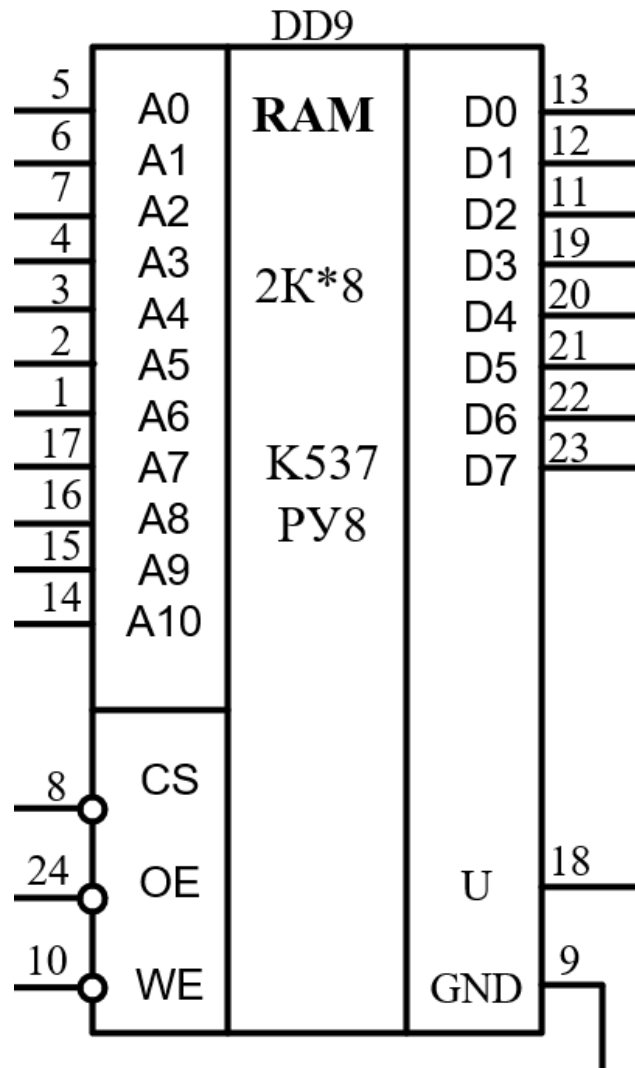 DD9
5 A0 RAM D0 13
6 A1 D1 12
7 A2 D2 11
4 A3 D3 19
3 A4 2К*8 D4 20
2 A5 D5 21
1 A6 D6 22
17 A7 К537 D7 23
16 A8 РУ8
15 A9
14 A10
8 CS
24 OE U 18
10 WE GND 9